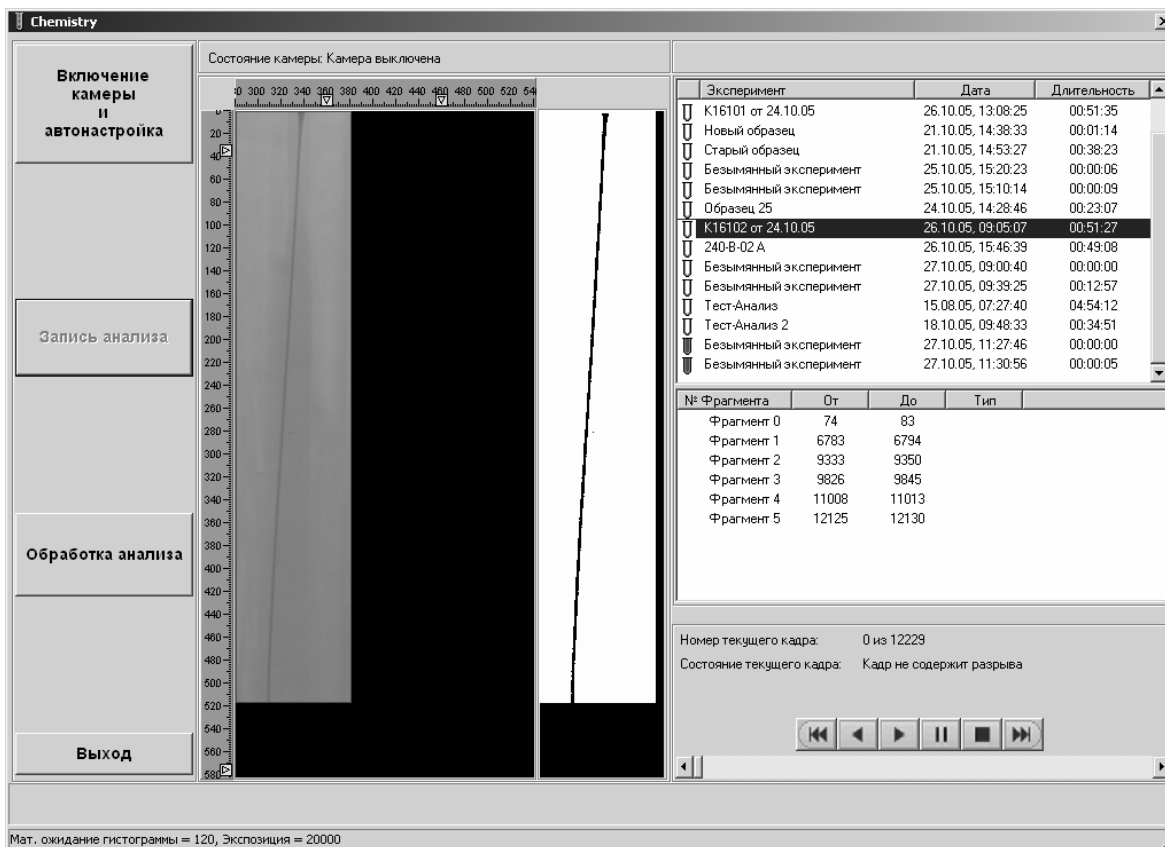 Chemistry
Включение
камеры
и
автонастройка
Запись анализа
Обработка анализа
Выход
Состояние камеры: Камера выключена
300 320 340 360 380 400 420 440 460 480 500 520 54
20
40
60
80
100
120
140
160
180
200
220
240
260
280
300
320
340
360
380
400
420
440
460
480
500
520
540
560
580
Эксперимент Дата Длительность
К16101 от 24.10.05 26.10.05, 13:08:25 00:51:35
Новый образец 21.10.05, 14:38:33 00:01:14
Старый образец 21.10.05, 14:53:27 00:38:23
Безымянный эксперимент 25.10.05, 15:20:23 00:00:06
Безымянный эксперимент 25.10.05, 15:10:14 00:00:09
Образец 25 24.10.05, 14:28:46 00:23:07
К16102 от 24.10.05 26.10.05, 09:05:07 00:51:27
240-В-02 А 26.10.05, 15:46:39 00:49:08
Безымянный эксперимент 27.10.05, 09:00:40 00:00:00
Безымянный эксперимент 27.10.05, 09:39:25 00:12:57
Тест-Анализ 15.08.05, 07:27:40 04:54:12
Тест-Анализ 2 18.10.05, 09:48:33 00:34:51
Безымянный эксперимент 27.10.05, 11:27:46 00:00:00
Безымянный эксперимент 27.10.05, 11:30:56 00:00:05
№ Фрагмента От До Тип
Фрагмент 0 74 83
Фрагмент 1 6783 6794
Фрагмент 2 9333 9350
Фрагмент 3 9826 9845
Фрагмент 4 11008 11013
Фрагмент 5 12125 12130
Номер текущего кадра: 0 из 12229
Состояние текущего кадра: Кадр не содержит разрыва
Мат. ожидание гистограммы = 120, Экспозиция = 20000